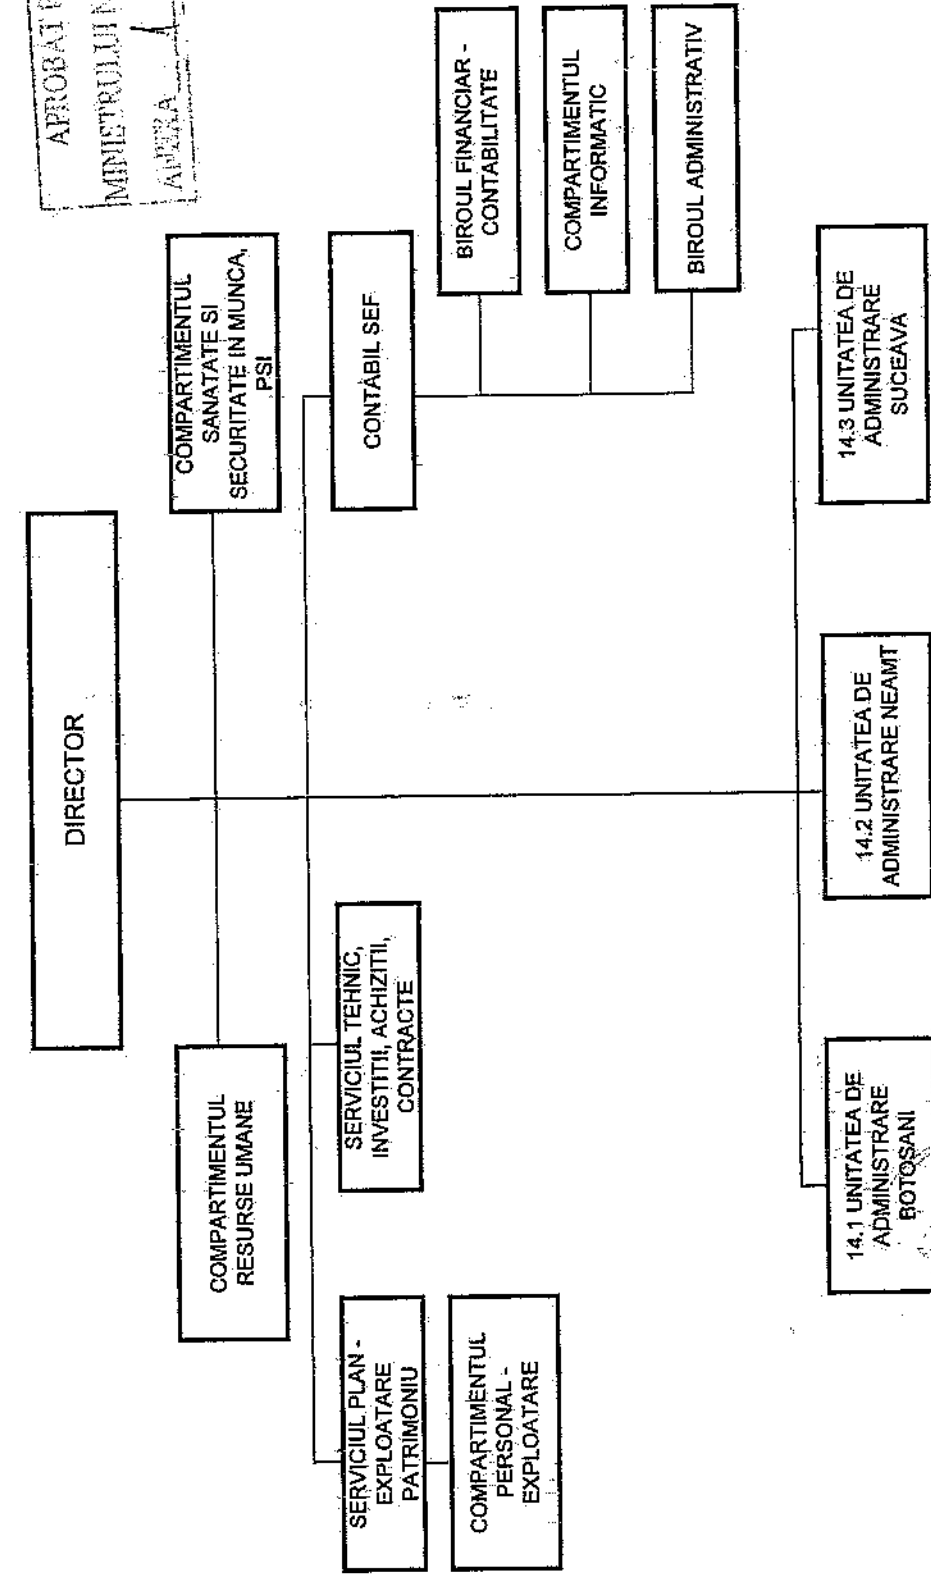 APROBAT
MINISTRULUI
ANEXA
DIRECTOR
COMPARTIMENTUL
RESURSE UMANE
COMPARTIMENTUL
SANATATE SI
SECURITATE IN MUNCA,
PSI
SERVICIUL PLAN -
EXPLOATARE
PATRIMONIU
SERVICIUL TEHNIC,
INVESTITII, ACHIZITII,
CONTRACTE
CONTABIL SEF
COMPARTIMENTUL
PERSONAL -
EXPLOATARE
BIROUL FINANCIAR -
CONTABILITATE
COMPARTIMENTUL
INFORMATIC
BIROUL ADMINISTRATIV
14.1 UNITATEA DE
ADMINISTRARE
BOTOSANI
14.2 UNITATEA DE
ADMINISTRARE NEAMT
14.3 UNITATEA DE
ADMINISTRARE
SUCEAVA